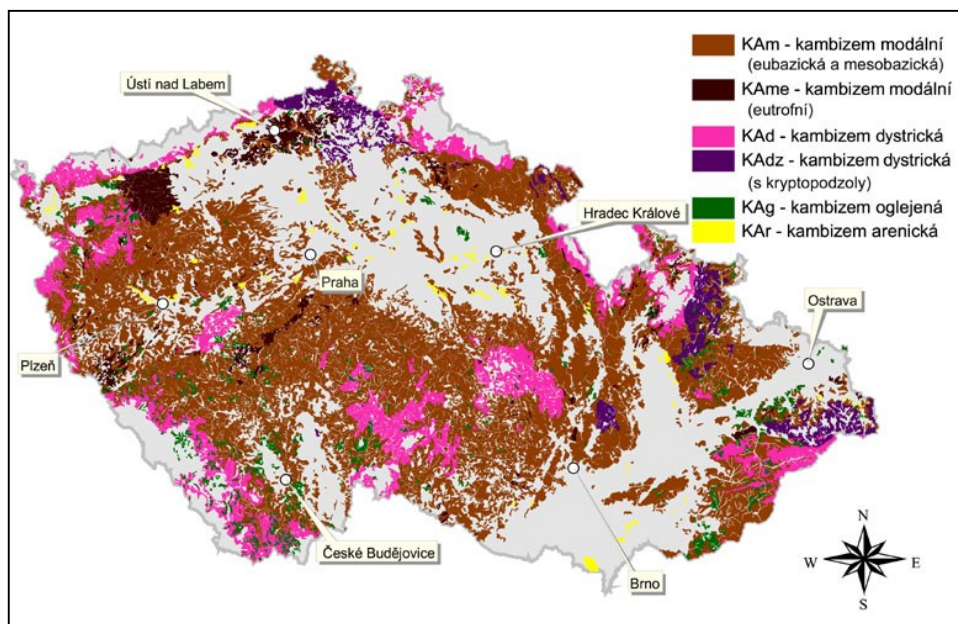 KAm - kambizem modální
(eubazická a mesobazická)
KAme - kambizem modální
(eutrofní)
KAd - kambizem dystrická
KAdz - kambizem dystrická
(s kryptopodzoly)
KAg - kambizem oglejená
KAr - kambizem arenická
Ústí nad Labem
Hradec Králové
Praha
Ostrava
Plzeň
České Budějovice
Brno
N
W
E
S